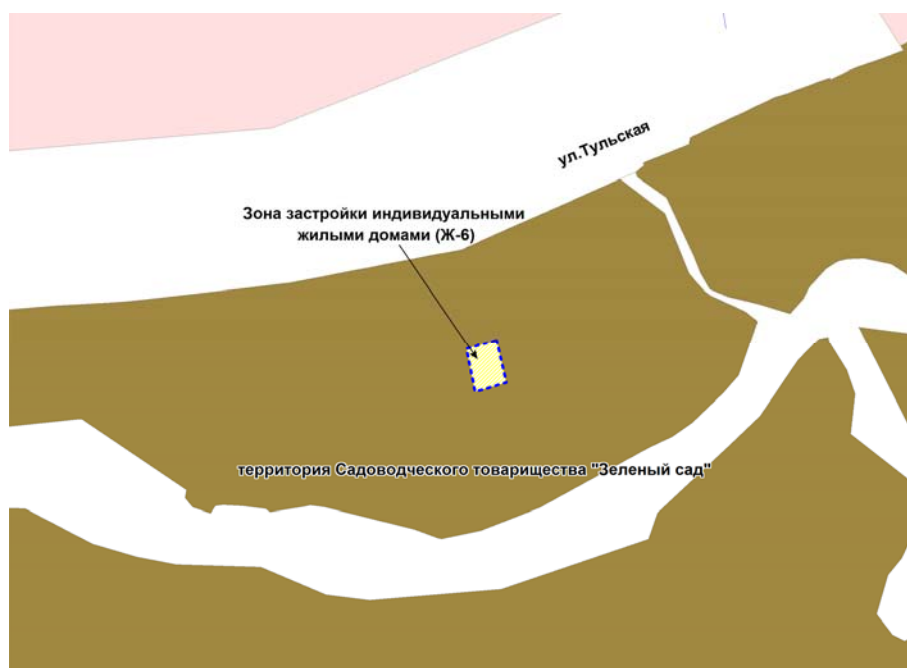 ул.Тульская
Зона застройки индивидуальными
жилыми домами (Ж-6)
территория Садоводческого товарищества "Зеленый сад"